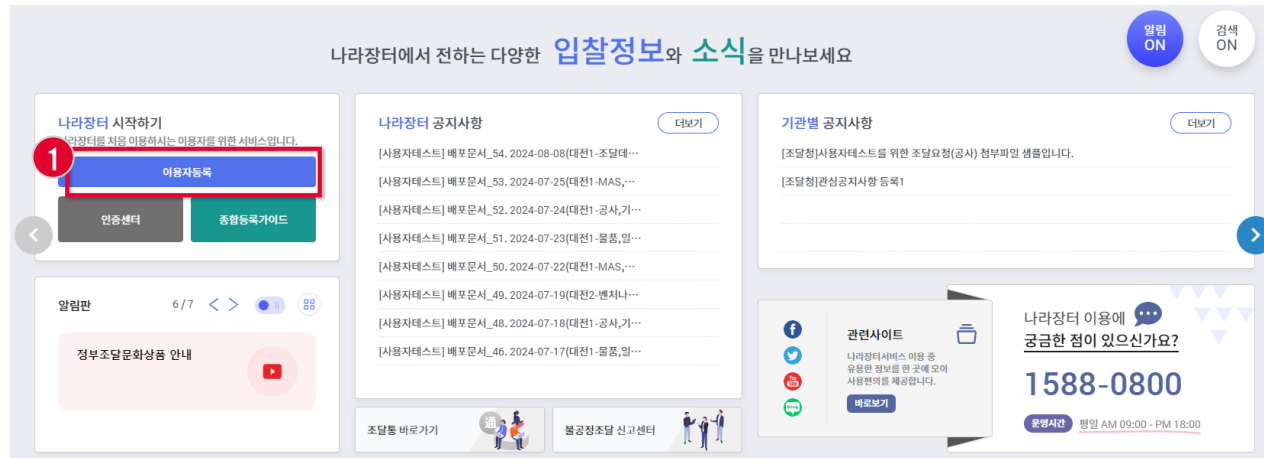 나라장터에서 전하는 다양한 입찰정보와 소식을 만나보세요
알림
ON
검색
ON
나라장터 시작하기
나라장터를 처음 이용하시는 이용자를 위한 서비스입니다.
1
이용자등록
인증센터
종합등록가이드
알림판
6 / 7
정부조달문화상품 안내
나라장터 공지사항
더보기
[사용자테스트] 배포문서_54. 2024-08-08(대전1-조달데…
[사용자테스트] 배포문서_53. 2024-07-25(대전1-MAS,…
[사용자테스트] 배포문서_52. 2024-07-24(대전1-공사,기…
[사용자테스트] 배포문서_51. 2024-07-23(대전1-물품,일…
[사용자테스트] 배포문서_50. 2024-07-22(대전1-MAS,…
[사용자테스트] 배포문서_49. 2024-07-19(대전2-벤처나…
[사용자테스트] 배포문서_48. 2024-07-18(대전1-공사,기…
[사용자테스트] 배포문서_46. 2024-07-17(대전1-물품,일…
조달통 바로가기
通
불공정조달 신고센터
기관별 공지사항
더보기
[조달청]사용자테스트를 위한 조달요청(공사) 첨부파일 샘플입니다.
[조달청]관심공지사항 등록1
관련사이트
나라장터서비스 이용 중
유용한 정보를 한 곳에 모아
사용편의를 제공합니다.
바로보기
You
Tube
blog
나라장터 이용에
궁금한 점이 있으신가요?
1588-0800
운영시간 평일 AM 09:00 - PM 18:00